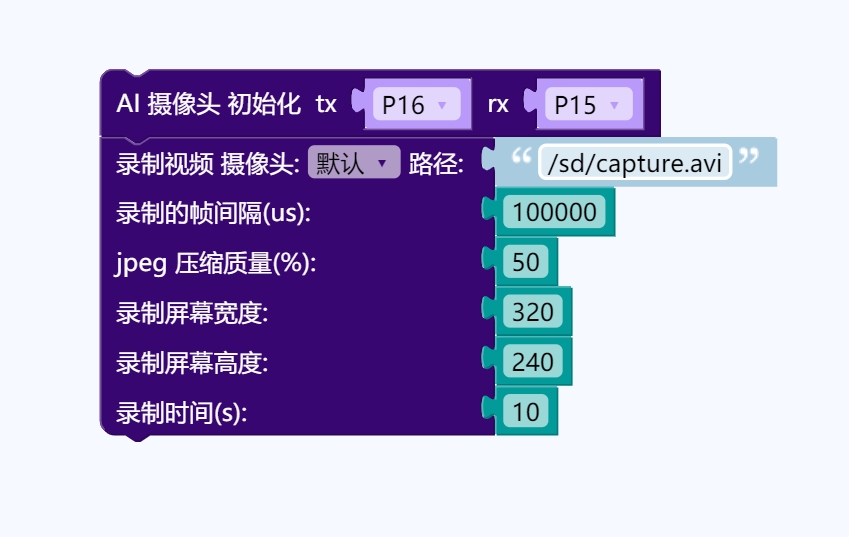 AI 摄像头 初始化 tx P16 rx P15
录制视频 摄像头: 默认 路径: “ /sd/capture.avi ”
录制的帧间隔(us): 100000
jpeg 压缩质量(%): 50
录制屏幕宽度: 320
录制屏幕高度: 240
录制时间(s): 10